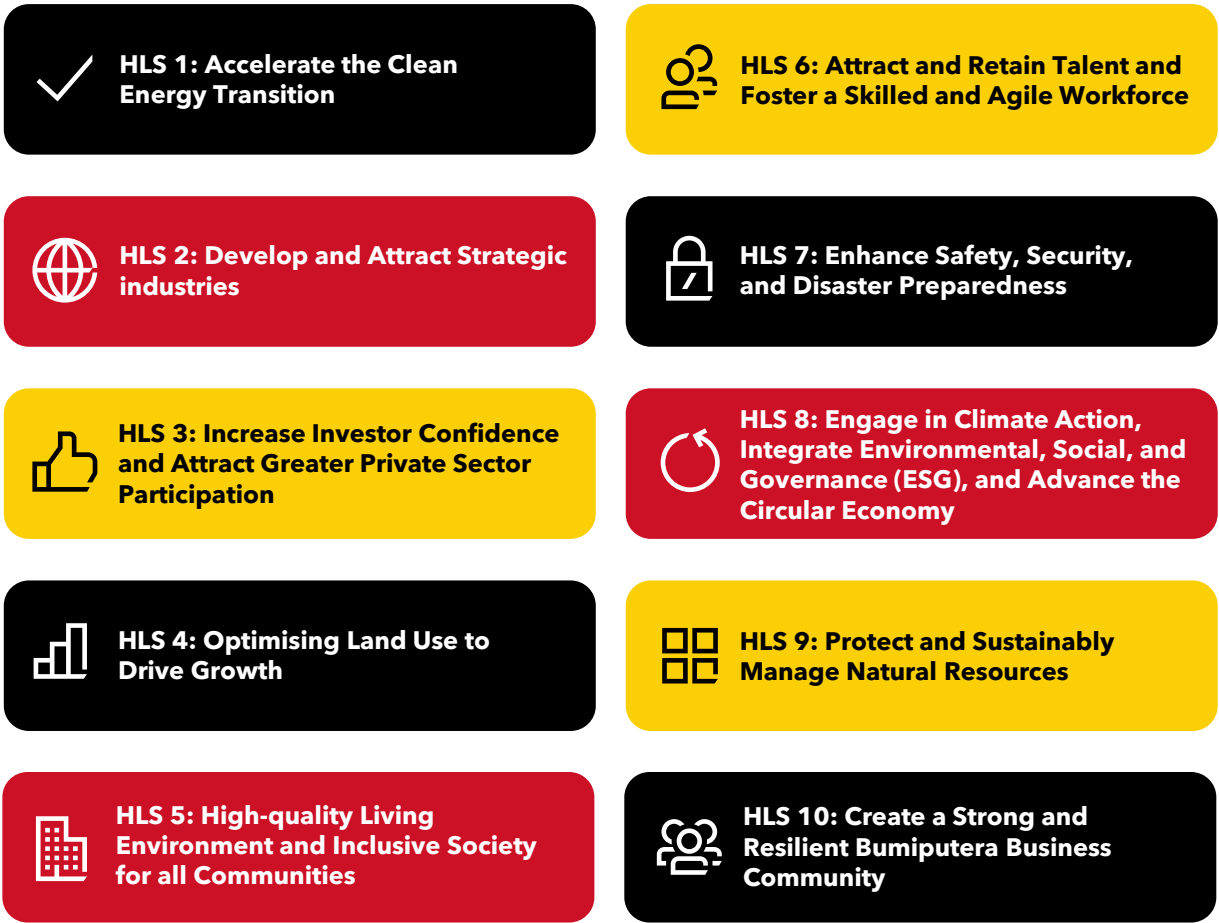 HLS 1: Accelerate the Clean
Energy Transition
HLS 2: Develop and Attract Strategic
industries
HLS 3: Increase Investor Confidence
and Attract Greater Private Sector
Participation
HLS 4: Optimising Land Use to
Drive Growth
HLS 5: High-quality Living
Environment and Inclusive Society
for all Communities
HLS 6: Attract and Retain Talent and
Foster a Skilled and Agile Workforce
HLS 7: Enhance Safety, Security,
and Disaster Preparedness
HLS 8: Engage in Climate Action,
Integrate Environmental, Social, and
Governance (ESG), and Advance the
Circular Economy
HLS 9: Protect and Sustainably
Manage Natural Resources
HLS 10: Create a Strong and
Resilient Bumiputera Business
Community